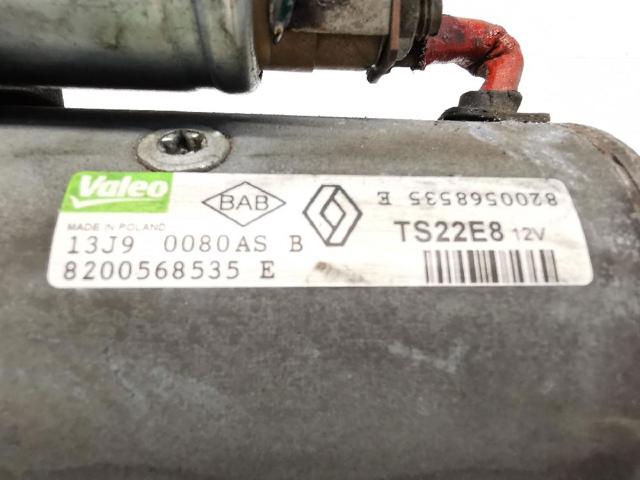 Valeo
BAB
8200568535 E
MADE IN POLAND
13J9 0080AS B
TS22E8 12V
8200568535 E